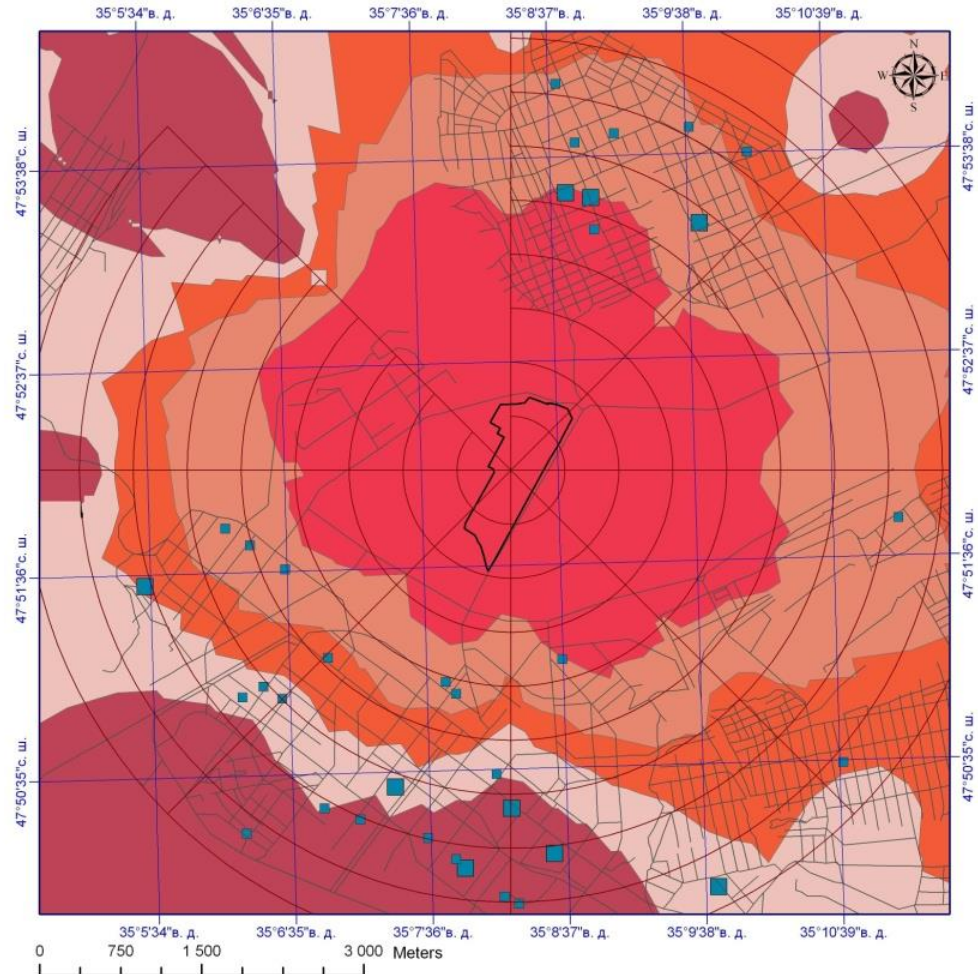 35°5'34"в. д. 35°6'35"в. д. 35°7'36"в. д. 35°8'37"в. д. 35°9'38"в. д. 35°10'39"в. д.
N
W E
S
47°53'38"с. ш.
47°53'38"с. ш.
47°52'37"с. ш.
47°52'37"с. ш.
47°51'36"с. ш.
47°51'36"с. ш.
47°50'35"с. ш.
47°50'35"с. ш.
35°5'34"в. д. 35°6'35"в. д. 35°7'36"в. д. 35°8'37"в. д. 35°9'38"в. д. 35°10'39"в. д.
0 750 1 500 3 000 Meters